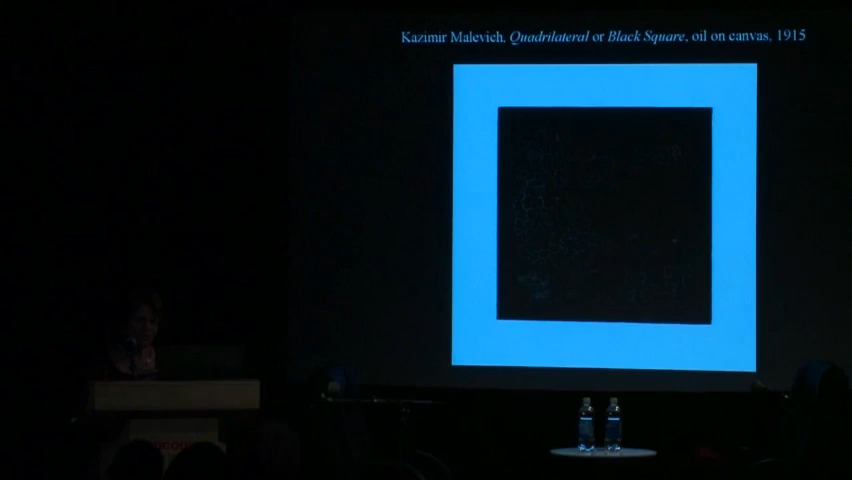 Kazimir Malevich, Quadrilateral or Black Square, oil on canvas, 1915